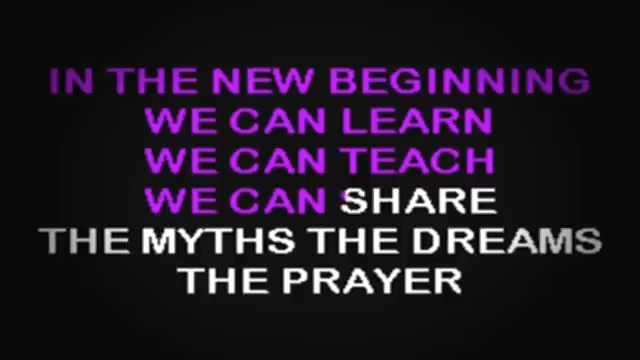 IN THE NEW BEGINNING
WE CAN LEARN
WE CAN TEACH
WE CAN SHARE
THE MYTHS THE DREAMS
THE PRAYER